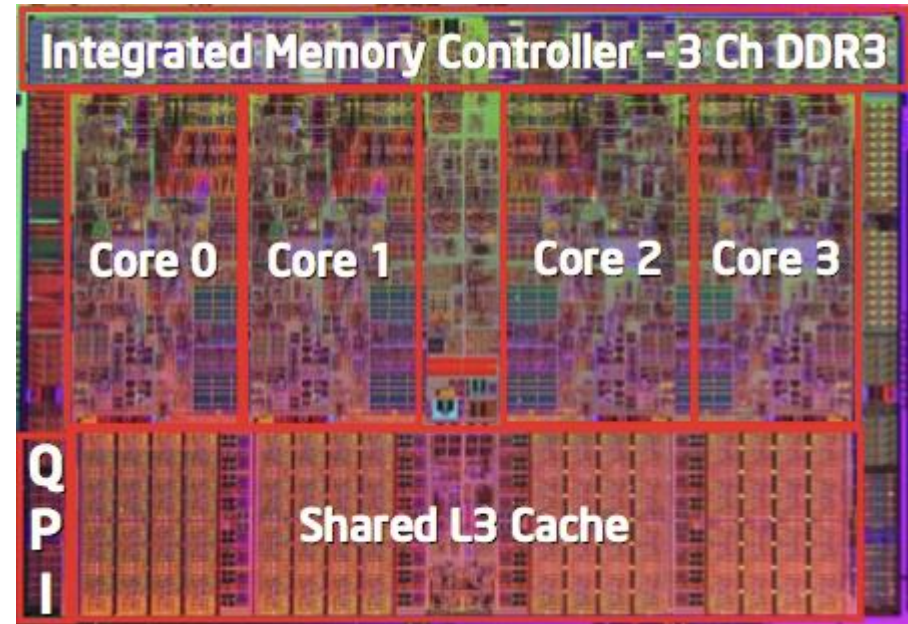 Integrated Memory Controller – 3 Ch DDR3
Core 0
Core 1
Core 2
Core 3
Q
P
I
Shared L3 Cache